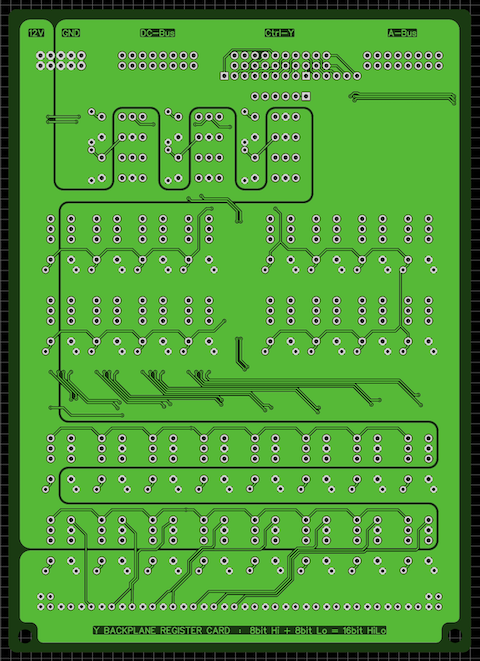 12V GND DC-Bus Ctrl-Y A-Bus
Y BACKPLANE REGISTER CARD : 8bit Hi + 8bit Lo = 16bit HiLo